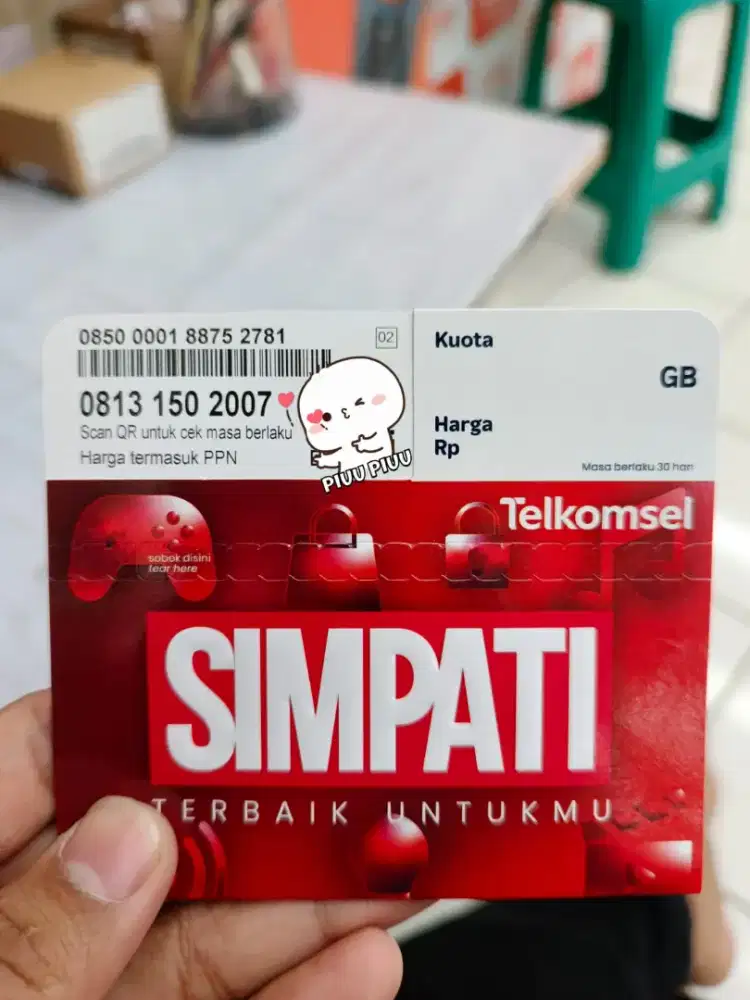 0850 0001 8875 2781
02
0813 150 2007
Scan QR untuk cek masa berlaku
Harga termasuk PPN
PIUU PIUU
Kuota
GB
Harga
Rp
Masa berlaku 30 hari
Telkomsel
sobek disini
tear here
SIMPATI
TERBAIK UNTUKMU